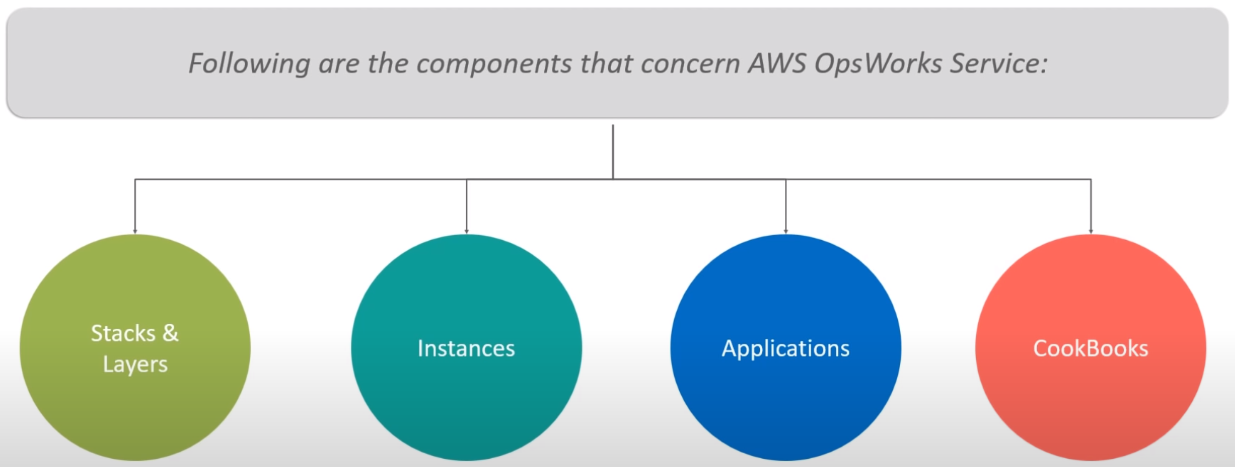 Following are the components that concern AWS OpsWorks Service:
Stacks &
Layers
Instances
Applications
CookBooks